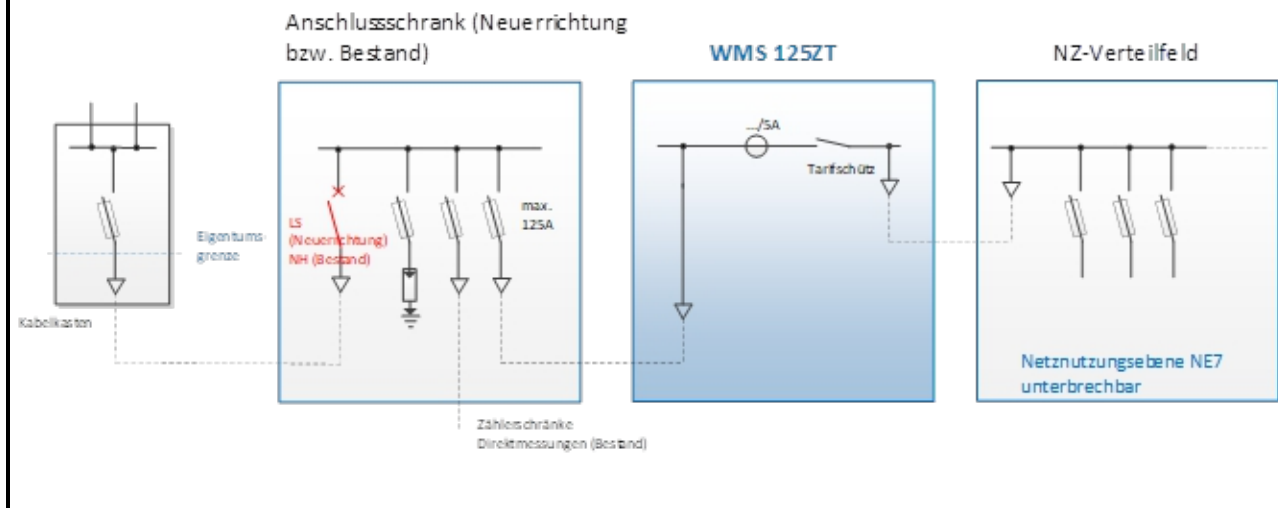 Anschlussschrank (Neuerrichtung
bzw. Bestand)
WMS 125ZT
NZ-Verteilfeld
.../5A
Tarifschütz
max.
125A
LS
(Neuerrichtung)
NH (Bestand)
Eigentums-
grenze
Kabelkasten
Netznutzungsebene NE7
unterbrechbar
Zählerschränke
Direktmessungen (Bestand)